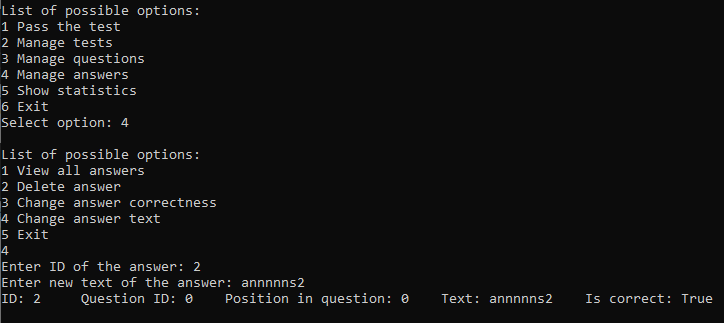 List of possible options:
1 Pass the test
2 Manage tests
3 Manage questions
4 Manage answers
5 Show statistics
6 Exit
Select option: 4
List of possible options:
1 View all answers
2 Delete answer
3 Change answer correctness
4 Change answer text
5 Exit
4
Enter ID of the answer: 2
Enter new text of the answer: annnnns2
ID: 2     Question ID: 0    Position in question: 0    Text: annnnns2    Is correct: True